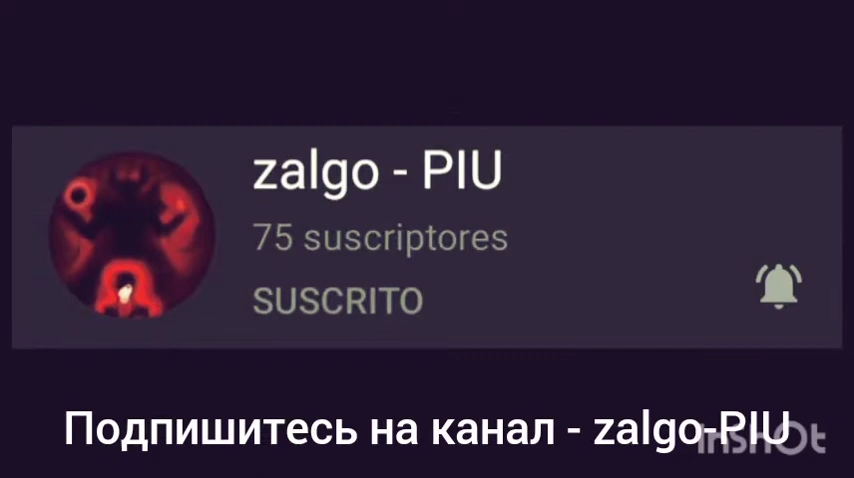 zalgo - PIU
75 suscriptores
SUSCRITO
Подпишитесь на канал - zalgo-PIU
InShOt